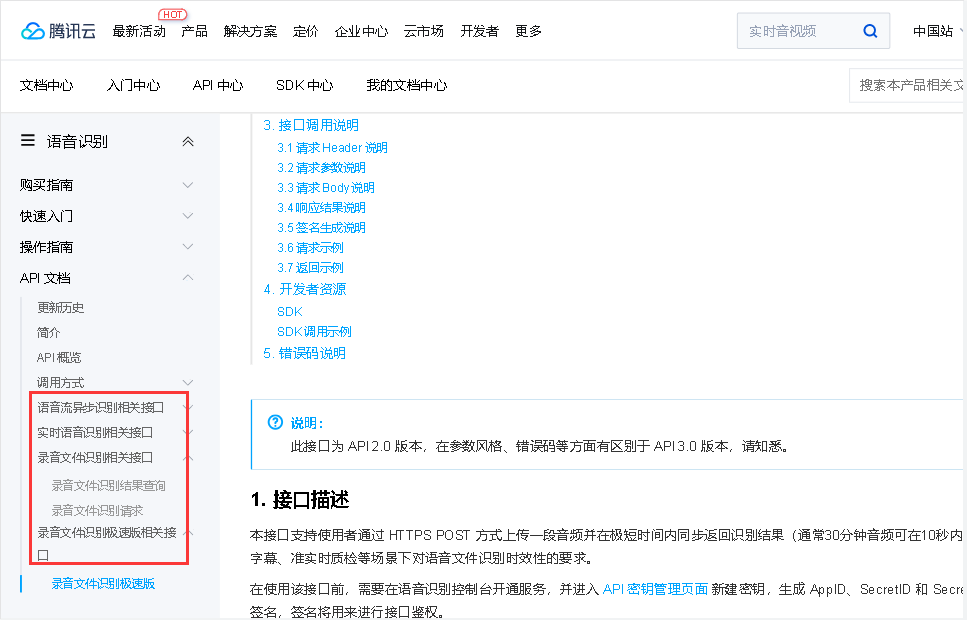 腾讯云
最新活动
HOT
产品
解决方案
定价
企业中心
云市场
开发者
更多
实时音视频
中国站
文档中心
入门中心
API 中心
SDK 中心
我的文档中心
搜索本产品相关文
语音识别
购买指南
快速入门
操作指南
API 文档
更新历史
简介
API 概览
调用方式
语音流异步识别相关接口
实时语音识别相关接口
录音文件识别相关接口
录音文件识别结果查询
录音文件识别请求
录音文件识别极速版相关接
口
录音文件识别极速版
3. 接口调用说明
3.1 请求 Header 说明
3.2 请求参数说明
3.3 请求 Body 说明
3.4 响应结果说明
3.5 签名生成说明
3.6 请求示例
3.7 返回示例
4. 开发者资源
SDK
SDK 调用示例
5. 错误码说明
说明：
此接口为 API 2.0 版本，在参数风格、错误码等方面有区别于 API 3.0 版本，请知悉。
1. 接口描述
本接口支持使用者通过 HTTPS POST 方式上传一段音频并在极短时间内同步返回识别结果（通常30分钟音频可在10秒内
字幕、准实时质检等场景下对语音文件识别时效性的要求。
在使用该接口前，需要在语音识别控制台开通服务，并进入 API 密钥管理页面 新建密钥，生成 AppID、SecretID 和 Secre
签名，签名将用来进行接口鉴权。